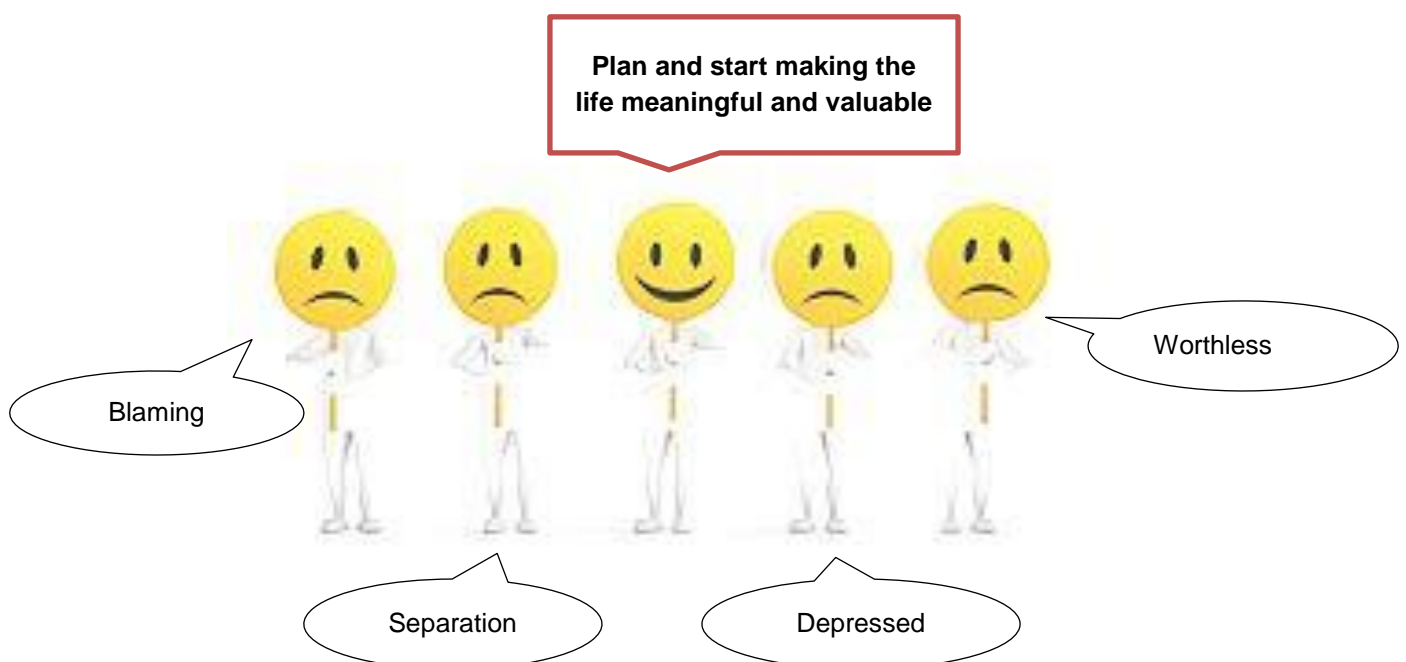 Plan and start making the
life meaningful and valuable
Worthless
Blaming
Separation
Depressed